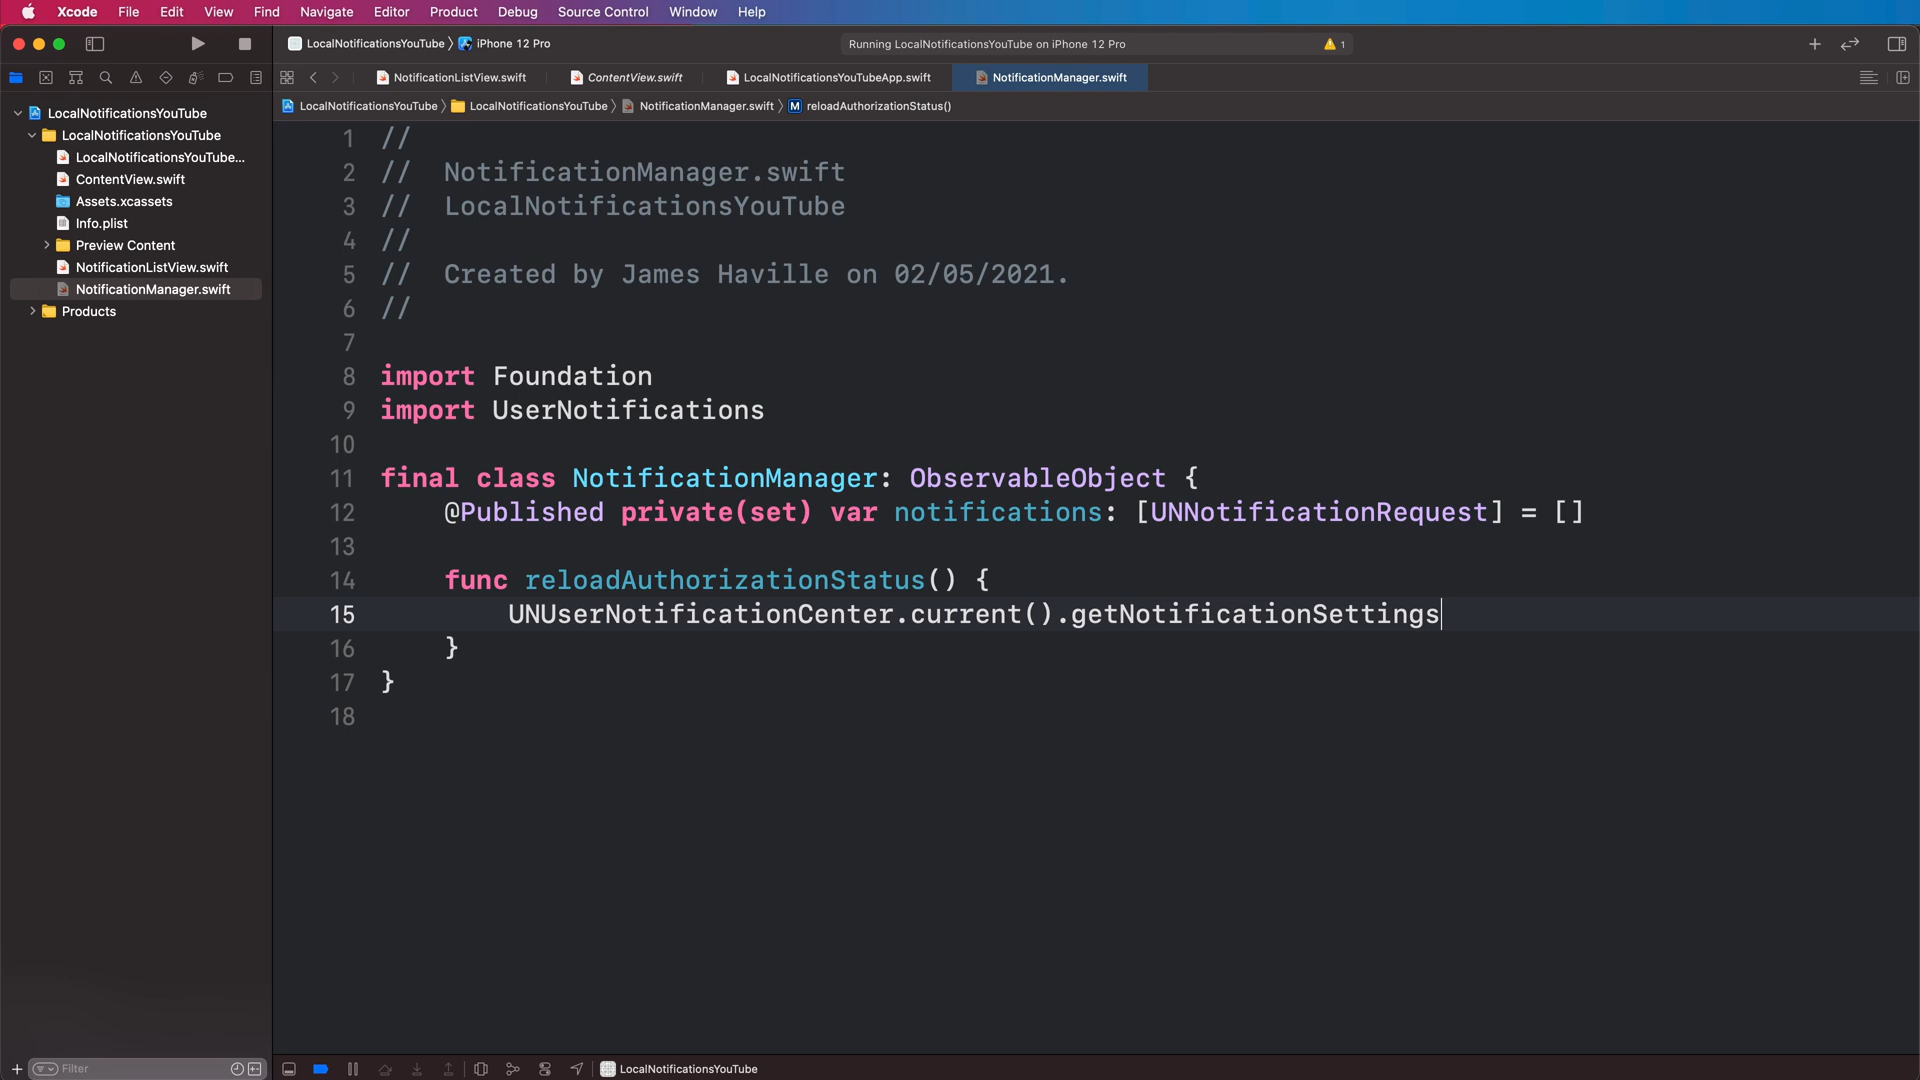 Xcode File Edit View Find Navigate Editor Product Debug Source Control Window Help
LocalNotificationsYouTube 〉 iPhone 12 Pro
Running LocalNotificationsYouTube on iPhone 12 Pro
1
NotificationListView.swift
ContentView.swift
LocalNotificationsYouTubeApp.swift
NotificationManager.swift
LocalNotificationsYouTube 〉 LocalNotificationsYouTube 〉 NotificationManager.swift 〉 M reloadAuthorizationStatus()
LocalNotificationsYouTube
LocalNotificationsYouTube
LocalNotificationsYouTube...
ContentView.swift
Assets.xcassets
Info.plist
Preview Content
NotificationListView.swift
NotificationManager.swift
Products
1 //
2 //  NotificationManager.swift
3 //  LocalNotificationsYouTube
4 //
5 //  Created by James Haville on 02/05/2021.
6 //
7
8 import Foundation
9 import UserNotifications
10
11 final class NotificationManager: ObservableObject {
12     @Published private(set) var notifications: [UNNotificationRequest] = []
13
14     func reloadAuthorizationStatus() {
15         UNUserNotificationCenter.current().getNotificationSettings
16     }
17 }
18
Filter
LocalNotificationsYouTube